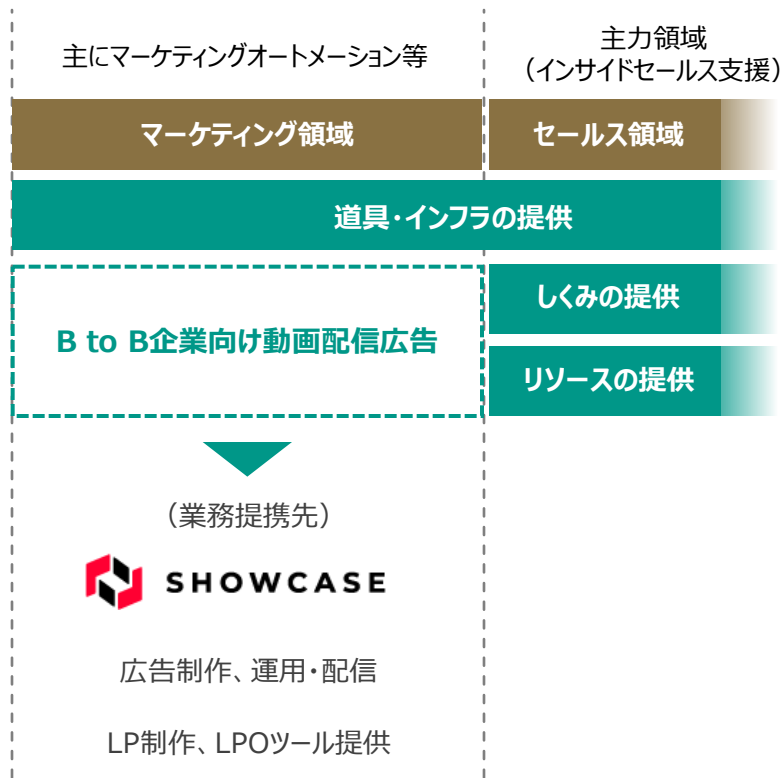 主にマーケティングオートメーション等
主力領域
（インサイドセールス支援）
マーケティング領域
セールス領域
道具・インフラの提供
B to B企業向け動画配信広告
しくみの提供
リソースの提供
（業務提携先）
SHOWCASE
広告制作、運用・配信
LP制作、LPOツール提供